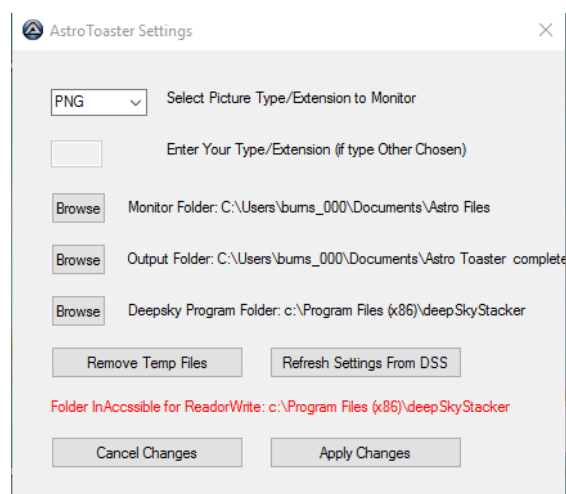 AstroToaster Settings
PNG
Select Picture Type/Extension to Monitor
Enter Your Type/Extension (if type Other Chosen)
Browse
Monitor Folder: C:\Users\burns_000\Documents\Astro Files
Browse
Output Folder: C:\Users\burns_000\Documents\Astro Toaster complete
Browse
Deepsky Program Folder: c:\Program Files (x86)\deepSkyStacker
Remove Temp Files
Refresh Settings From DSS
Folder InAccssible for ReadorWrite: c:\Program Files (x86)\deepSkyStacker
Cancel Changes
Apply Changes